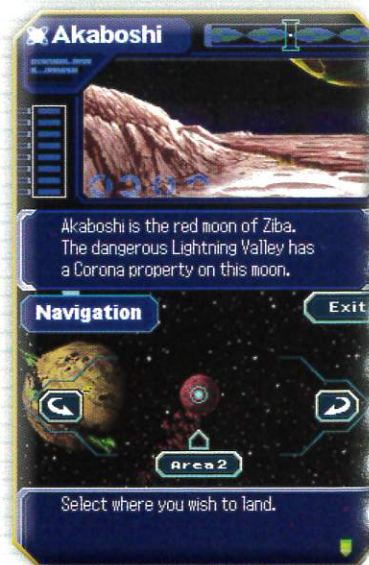 Akaboshi
0302
Akaboshi is the red moon of Ziba.
The dangerous Lightning Valley has
a Corona property on this moon.
Navigation
Exit
Area2
Select where you wish to land.